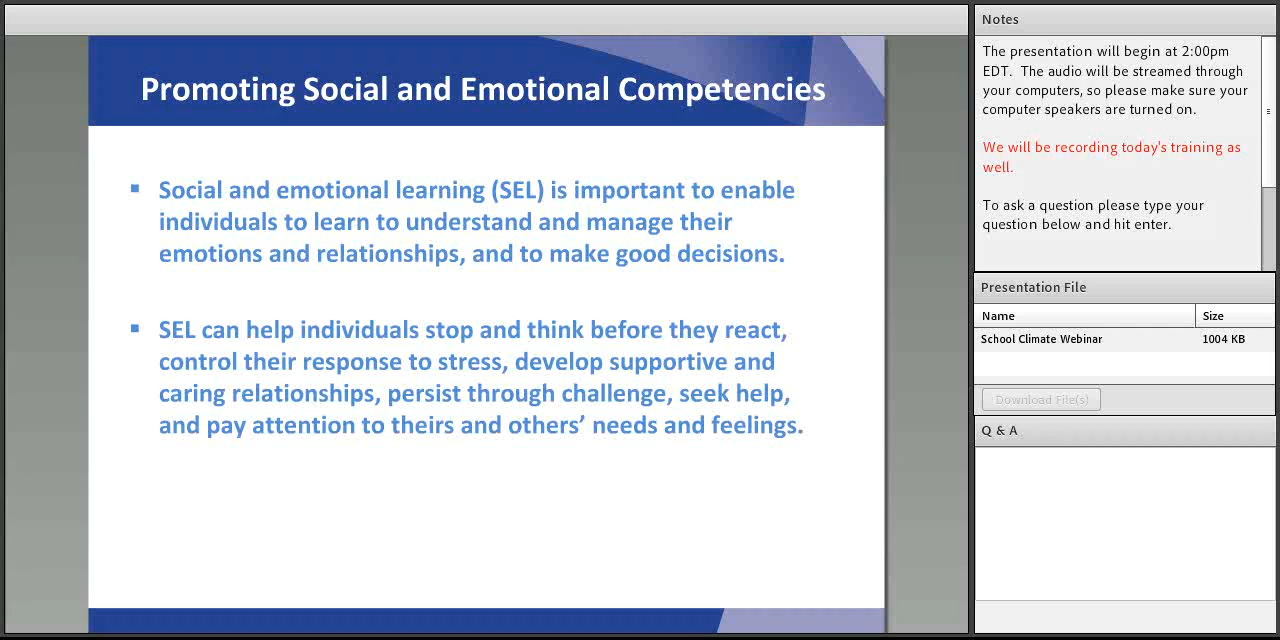 Promoting Social and Emotional Competencies
Social and emotional learning (SEL) is important to enable
individuals to learn to understand and manage their
emotions and relationships, and to make good decisions.
SEL can help individuals stop and think before they react,
control their response to stress, develop supportive and
caring relationships, persist through challenge, seek help,
and pay attention to theirs and others’ needs and feelings.
Notes
The presentation will begin at 2:00pm
EDT. The audio will be streamed through
your computers, so please make sure your
computer speakers are turned on.
We will be recording today's training as
well.
To ask a question please type your
question below and hit enter.
Presentation File
Name Size
School Climate Webinar 1004 KB
Download File(s)
Q & A